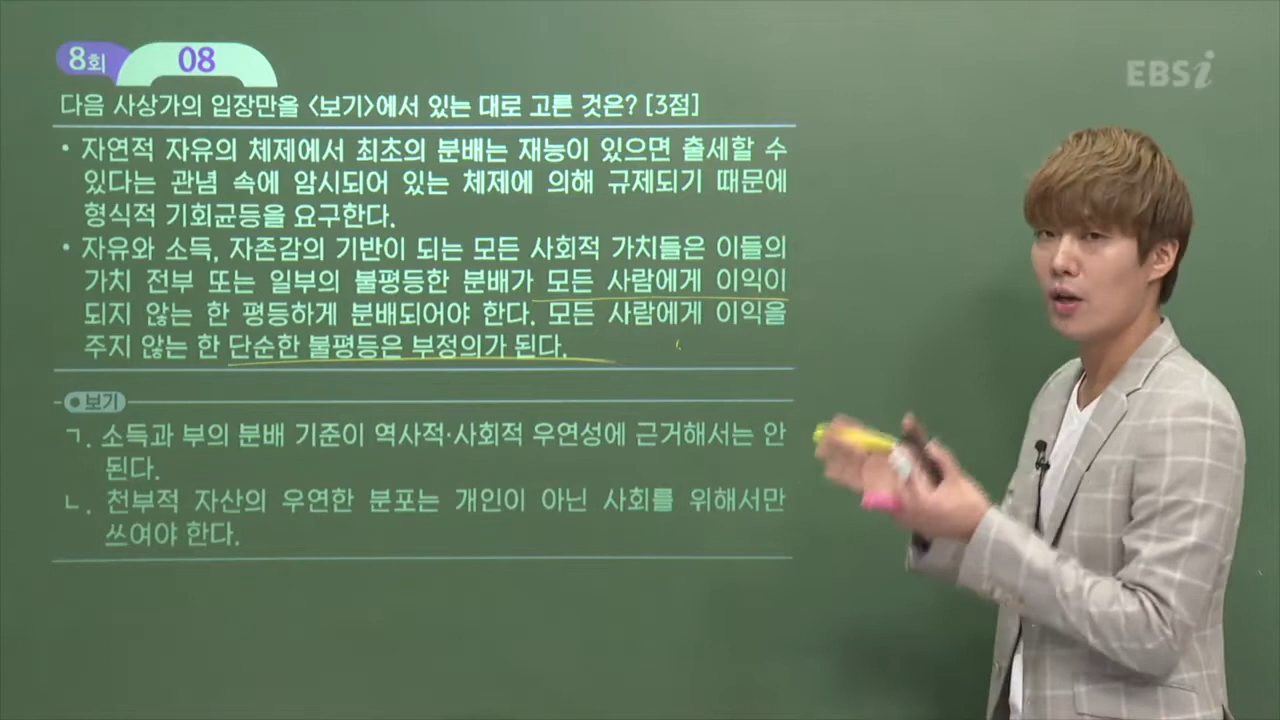 8회 08
EBSi
다음 사상가의 입장만을 <보기>에서 있는 대로 고른 것은? [3점]
• 자연적 자유의 체제에서 최초의 분배는 재능이 있으면 출세할 수
있다는 관념 속에 암시되어 있는 체제에 의해 규제되기 때문에
형식적 기회균등을 요구한다.
• 자유와 소득, 자존감의 기반이 되는 모든 사회적 가치들은 이들의
가치 전부 또는 일부의 불평등한 분배가 모든 사람에게 이익이
되지 않는 한 평등하게 분배되어야 한다. 모든 사람에게 이익을
주지 않는 한 단순한 불평등은 부정의가 된다.
보기
ㄱ. 소득과 부의 분배 기준이 역사적·사회적 우연성에 근거해서는 안
된다.
ㄴ. 천부적 자산의 우연한 분포는 개인이 아닌 사회를 위해서만
쓰여야 한다.